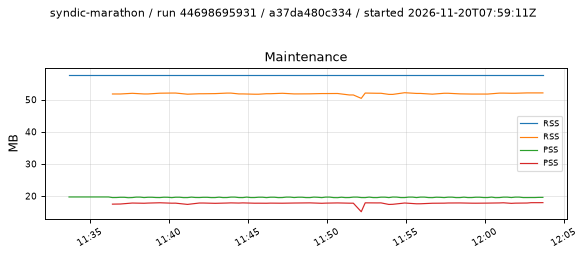 syndic-marathon / run 44698695931 / a37da480c334 / started 2026-11-20T07:59:11Z
Maintenance
MB
50
40
30
20
RSS
RSS
PSS
PSS
11:35
11:40
11:45
11:50
11:55
12:00
12:05